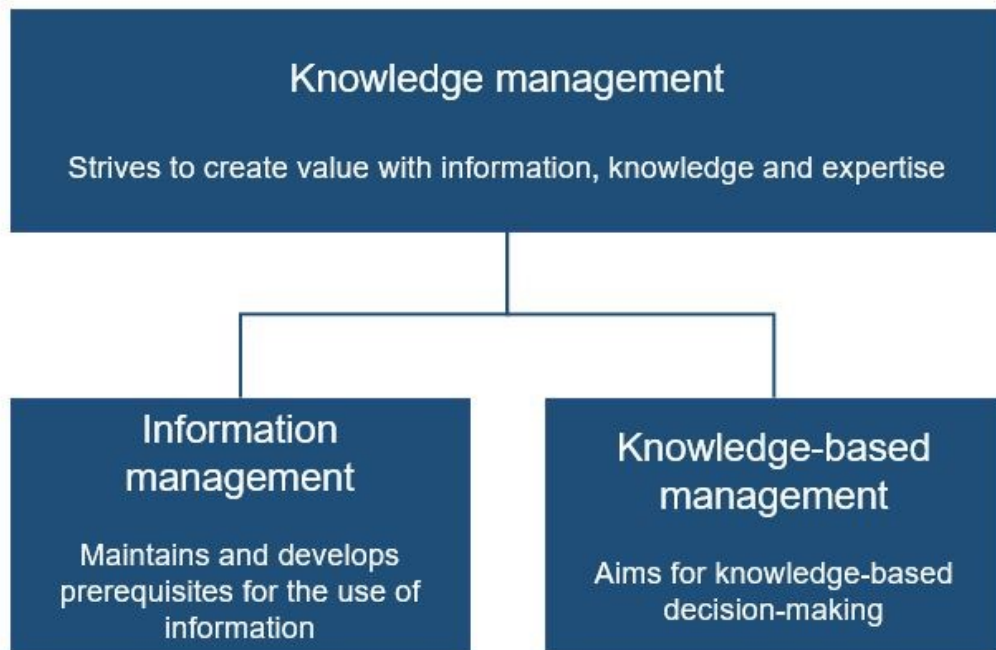 Knowledge management
Strives to create value with information, knowledge and expertise
Information
management
Maintains and develops
prerequisites for the use of
information
Knowledge-based
management
Aims for knowledge-based
decision-making